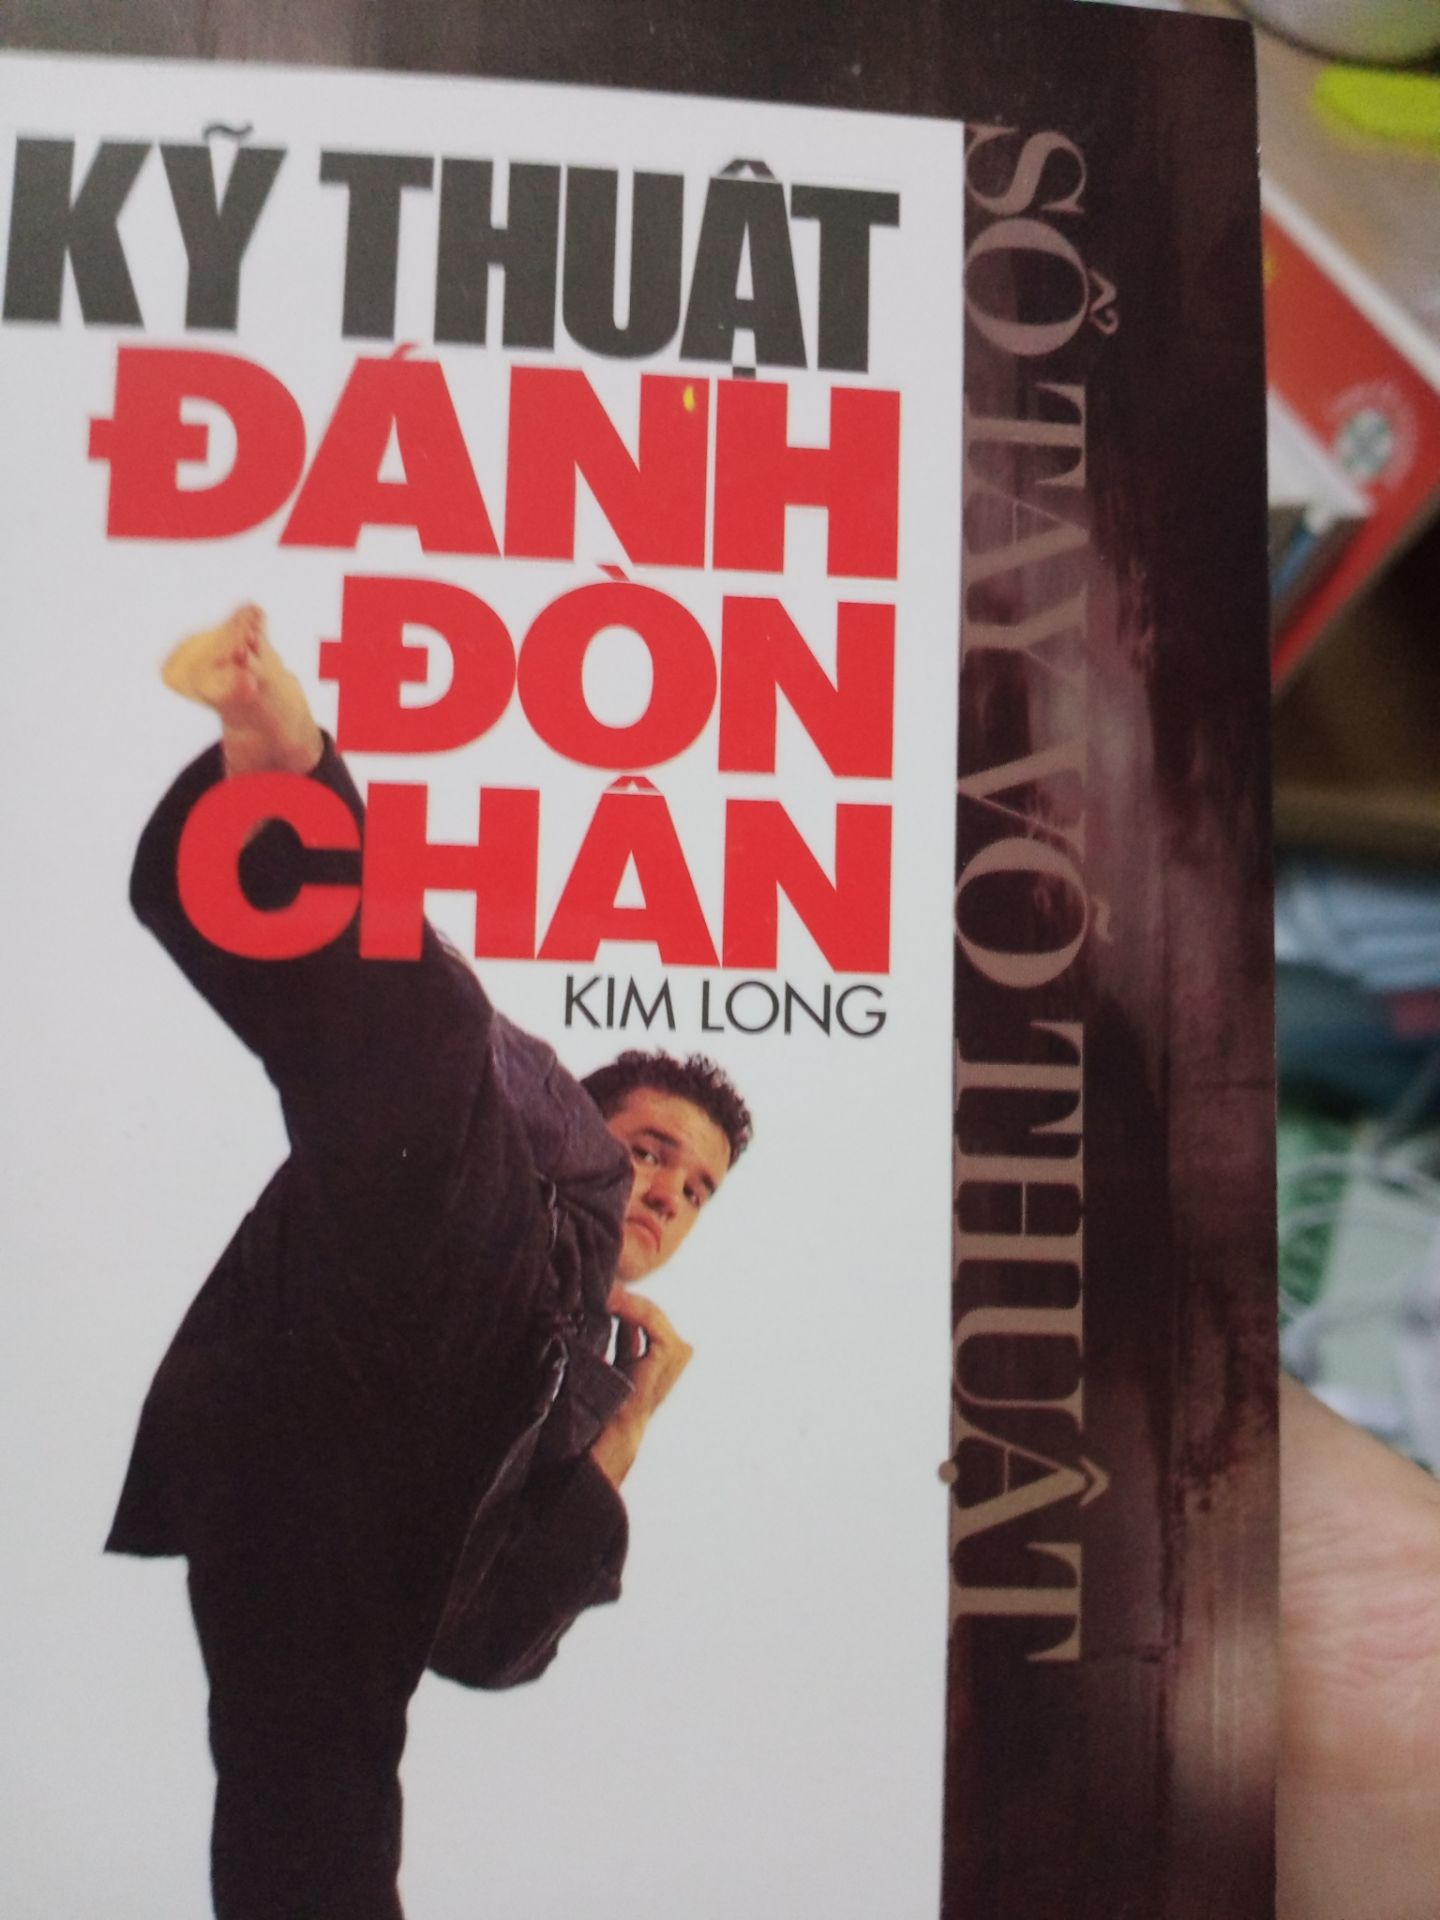 KỸ THUẬT
ĐÁNH
ĐÒN
CHÂN
KIM LONG
SỔ TAY VÕ THUẬT